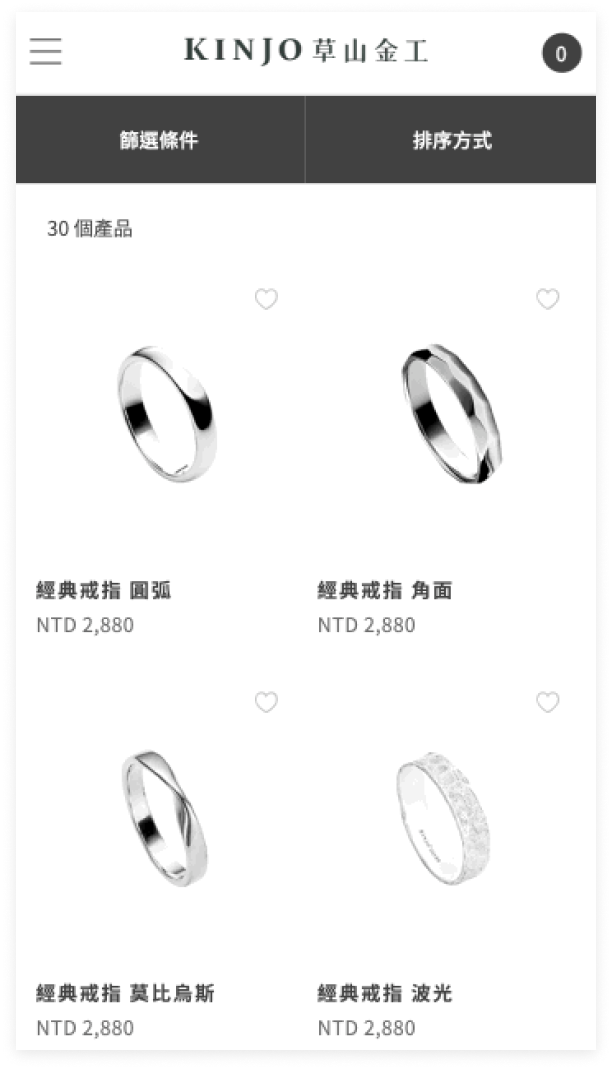 KINJO 草山金工
0
篩選條件 排序方式
30 個產品
經典戒指 圓弧
NTD 2,880
經典戒指 角面
NTD 2,880
經典戒指 莫比烏斯
NTD 2,880
經典戒指 波光
NTD 2,880